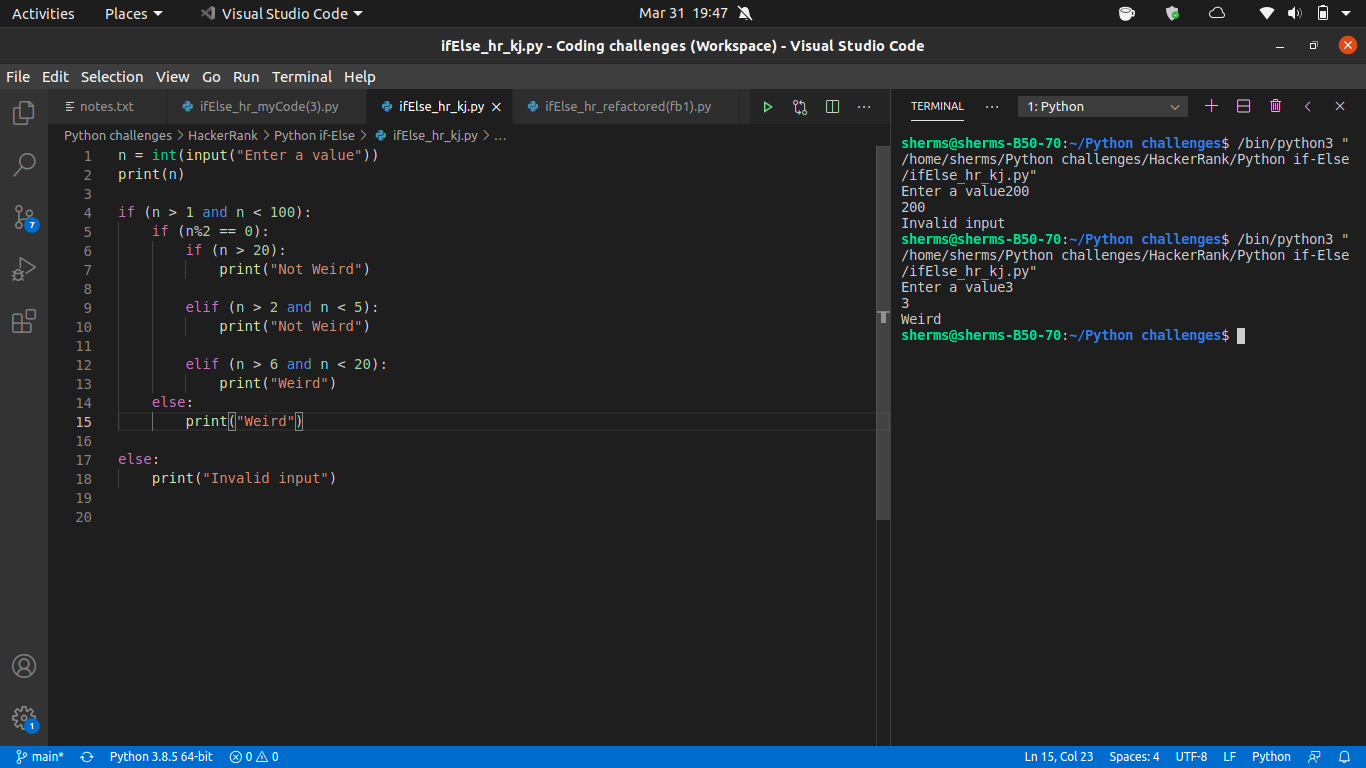 Activities Places Visual Studio Code Mar 31 19:47
ifElse_hr_kj.py - Coding challenges (Workspace) - Visual Studio Code
File Edit Selection View Go Run Terminal Help
notes.txt ifElse_hr_myCode(3).py ifElse_hr_kj.py ifElse_hr_refactored(fb1).py
Python challenges > HackerRank > Python if-Else > ifElse_hr_kj.py > ...
1 n = int(input("Enter a value"))
2 print(n)
3
4 if (n > 1 and n < 100):
5     if (n%2 == 0):
6         if (n > 20):
7             print("Not Weird")
8
9         elif (n > 2 and n < 5):
10             print("Not Weird")
11
12         elif (n > 6 and n < 20):
13             print("Weird")
14     else:
15         print("Weird")
16
17 else:
18     print("Invalid input")
19
20
7
1
TERMINAL ... 1: Python
sherms@sherms-B50-70:~/Python challenges$ /bin/python3 "
/home/sherms/Python challenges/HackerRank/Python if-Else
/ifElse_hr_kj.py"
Enter a value200
200
Invalid input
sherms@sherms-B50-70:~/Python challenges$ /bin/python3 "
/home/sherms/Python challenges/HackerRank/Python if-Else
/ifElse_hr_kj.py"
Enter a value3
3
Weird
sherms@sherms-B50-70:~/Python challenges$
main* Python 3.8.5 64-bit 0 0 Ln 15, Col 23 Spaces: 4 UTF-8 LF Python